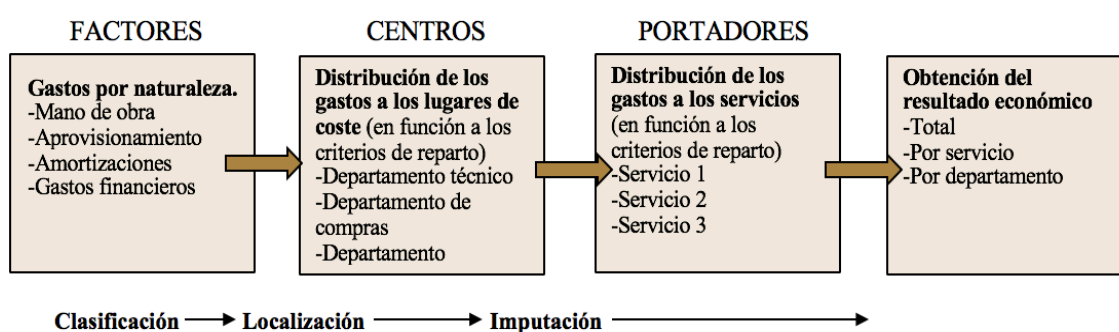 FACTORES
Gastos por naturaleza.
-Mano de obra
-Aprovisionamiento
-Amortizaciones
-Gastos financieros
CENTROS
Distribución de los
gastos a los lugares de
coste (en función a los
criterios de reparto)
-Departamento técnico
-Departamento de
compras
-Departamento
PORTADORES
Distribución de los
gastos a los servicios
(en función a los
criterios de reparto)
-Servicio 1
-Servicio 2
-Servicio 3
Obtención del
resultado económico
-Total
-Por servicio
-Por departamento
Clasificación Localización Imputación